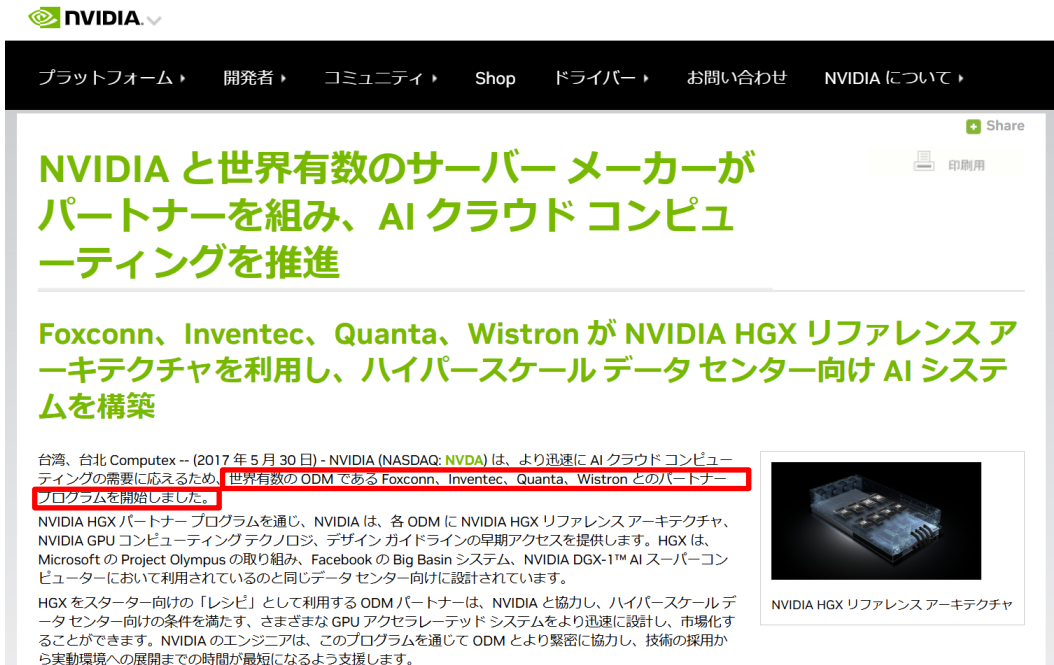 NVIDIA.
プラットフォーム
開発者
コミュニティ
Shop
ドライバー
お問い合わせ
NVIDIA について
Share
印刷用
NVIDIA と世界有数のサーバー メーカーが
パートナーを組み、AI クラウド コンピュ
ーティングを推進
Foxconn、Inventec、Quanta、Wistron が NVIDIA HGX リファレンス ア
ーキテクチャを利用し、ハイパースケール データ センター向け AI システ
ムを構築
台湾、台北 Computex -- (2017 年 5 月 30 日) - NVIDIA (NASDAQ: NVDA) は、より迅速に AI クラウド コンピュー
ティングの需要に応えるため、世界有数の ODM である Foxconn、Inventec、Quanta、Wistron とのパートナー
プログラムを開始しました。
NVIDIA HGX パートナー プログラムを通じ、NVIDIA は、各 ODM に NVIDIA HGX リファレンス アーキテクチャ、
NVIDIA GPU コンピューティング テクノロジ、デザイン ガイドラインの早期アクセスを提供します。HGX は、
Microsoft の Project Olympus の取り組み、Facebook の Big Basin システム、NVIDIA DGX-1™ AI スーパーコン
ピューターにおいて利用されているのと同じデータ センター向けに設計されています。
HGX をスターター向けの「レシピ」として利用する ODM パートナーは、NVIDIA と協力し、ハイパースケール デ
ータ センター向けの条件を満たす、さまざまな GPU アクセラレーテッド システムをより迅速に設計し、市場化す
ることができます。NVIDIA のエンジニアは、このプログラムを通じて ODM とより緊密に協力し、技術の採用か
ら実動環境への展開までの時間が最短になるよう支援します。
NVIDIA HGX リファレンス アーキテクチャ